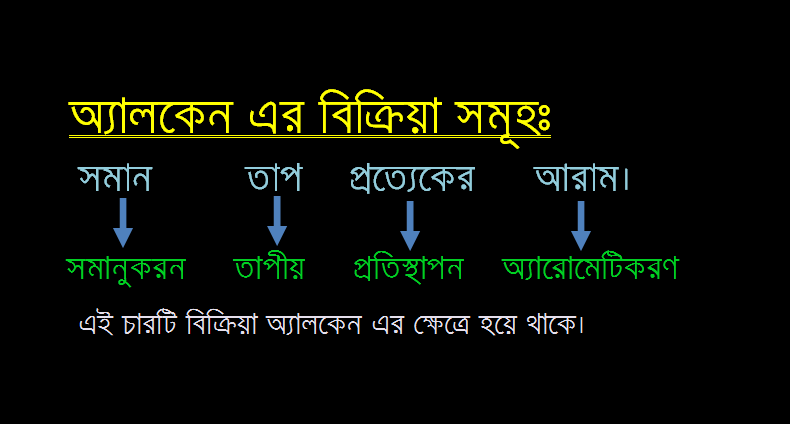 অ্যালকেন এর বিক্রিয়া সমূহঃ
সমান তাপ প্রত্যেকের আরাম।
সমানুকরন তাপীয় প্রতিস্থাপন অ্যারোমেটিকরণ
এই চারটি বিক্রিয়া অ্যালকেন এর ক্ষেত্রে হয়ে থাকে।